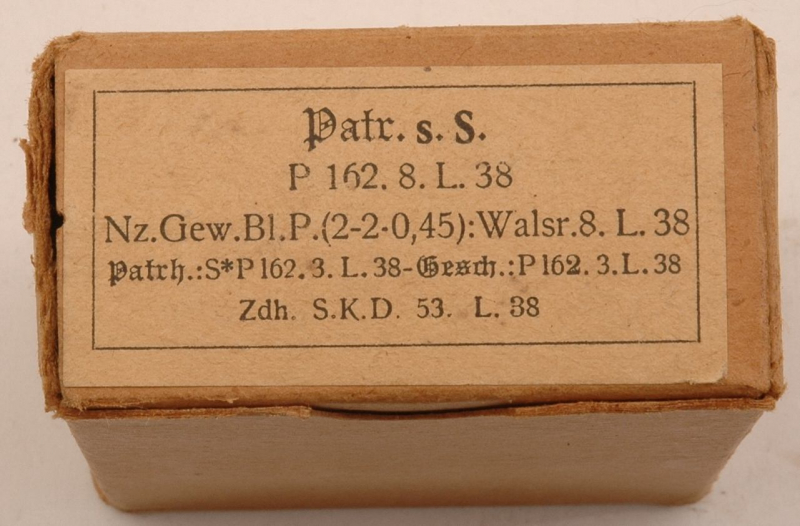 Patr. s. S.
P 162. 8. L. 38
Nz.Gew.Bl.P.(2-2-0,45):Walsr.8. L. 38
Patrh.:S*P 162. 3. L. 38-Gesch.:P 162. 3. L. 38
Zdh. S.K.D. 53. L. 38